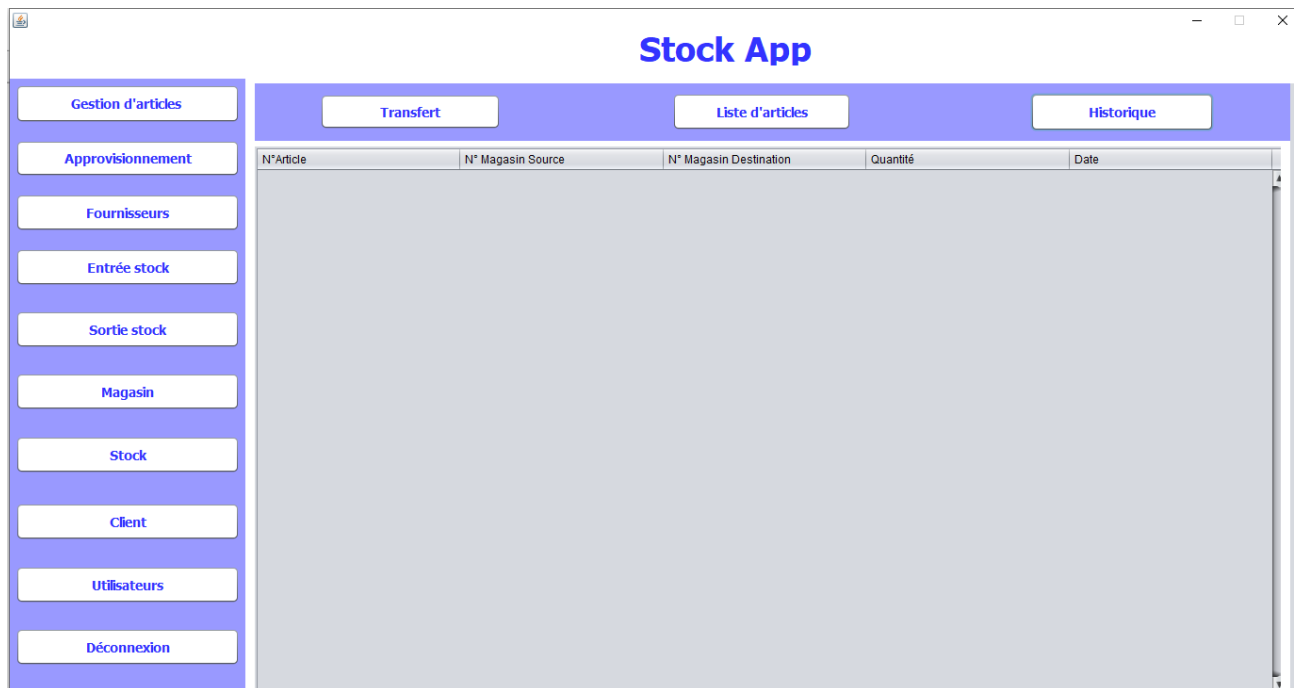 Stock App
Gestion d'articles
Approvisionnement
Fournisseurs
Entrée stock
Sortie stock
Magasin
Stock
Client
Utilisateurs
Déconnexion
Transfert
Liste d'articles
Historique
N°Article
N° Magasin Source
N° Magasin Destination
Quantité
Date